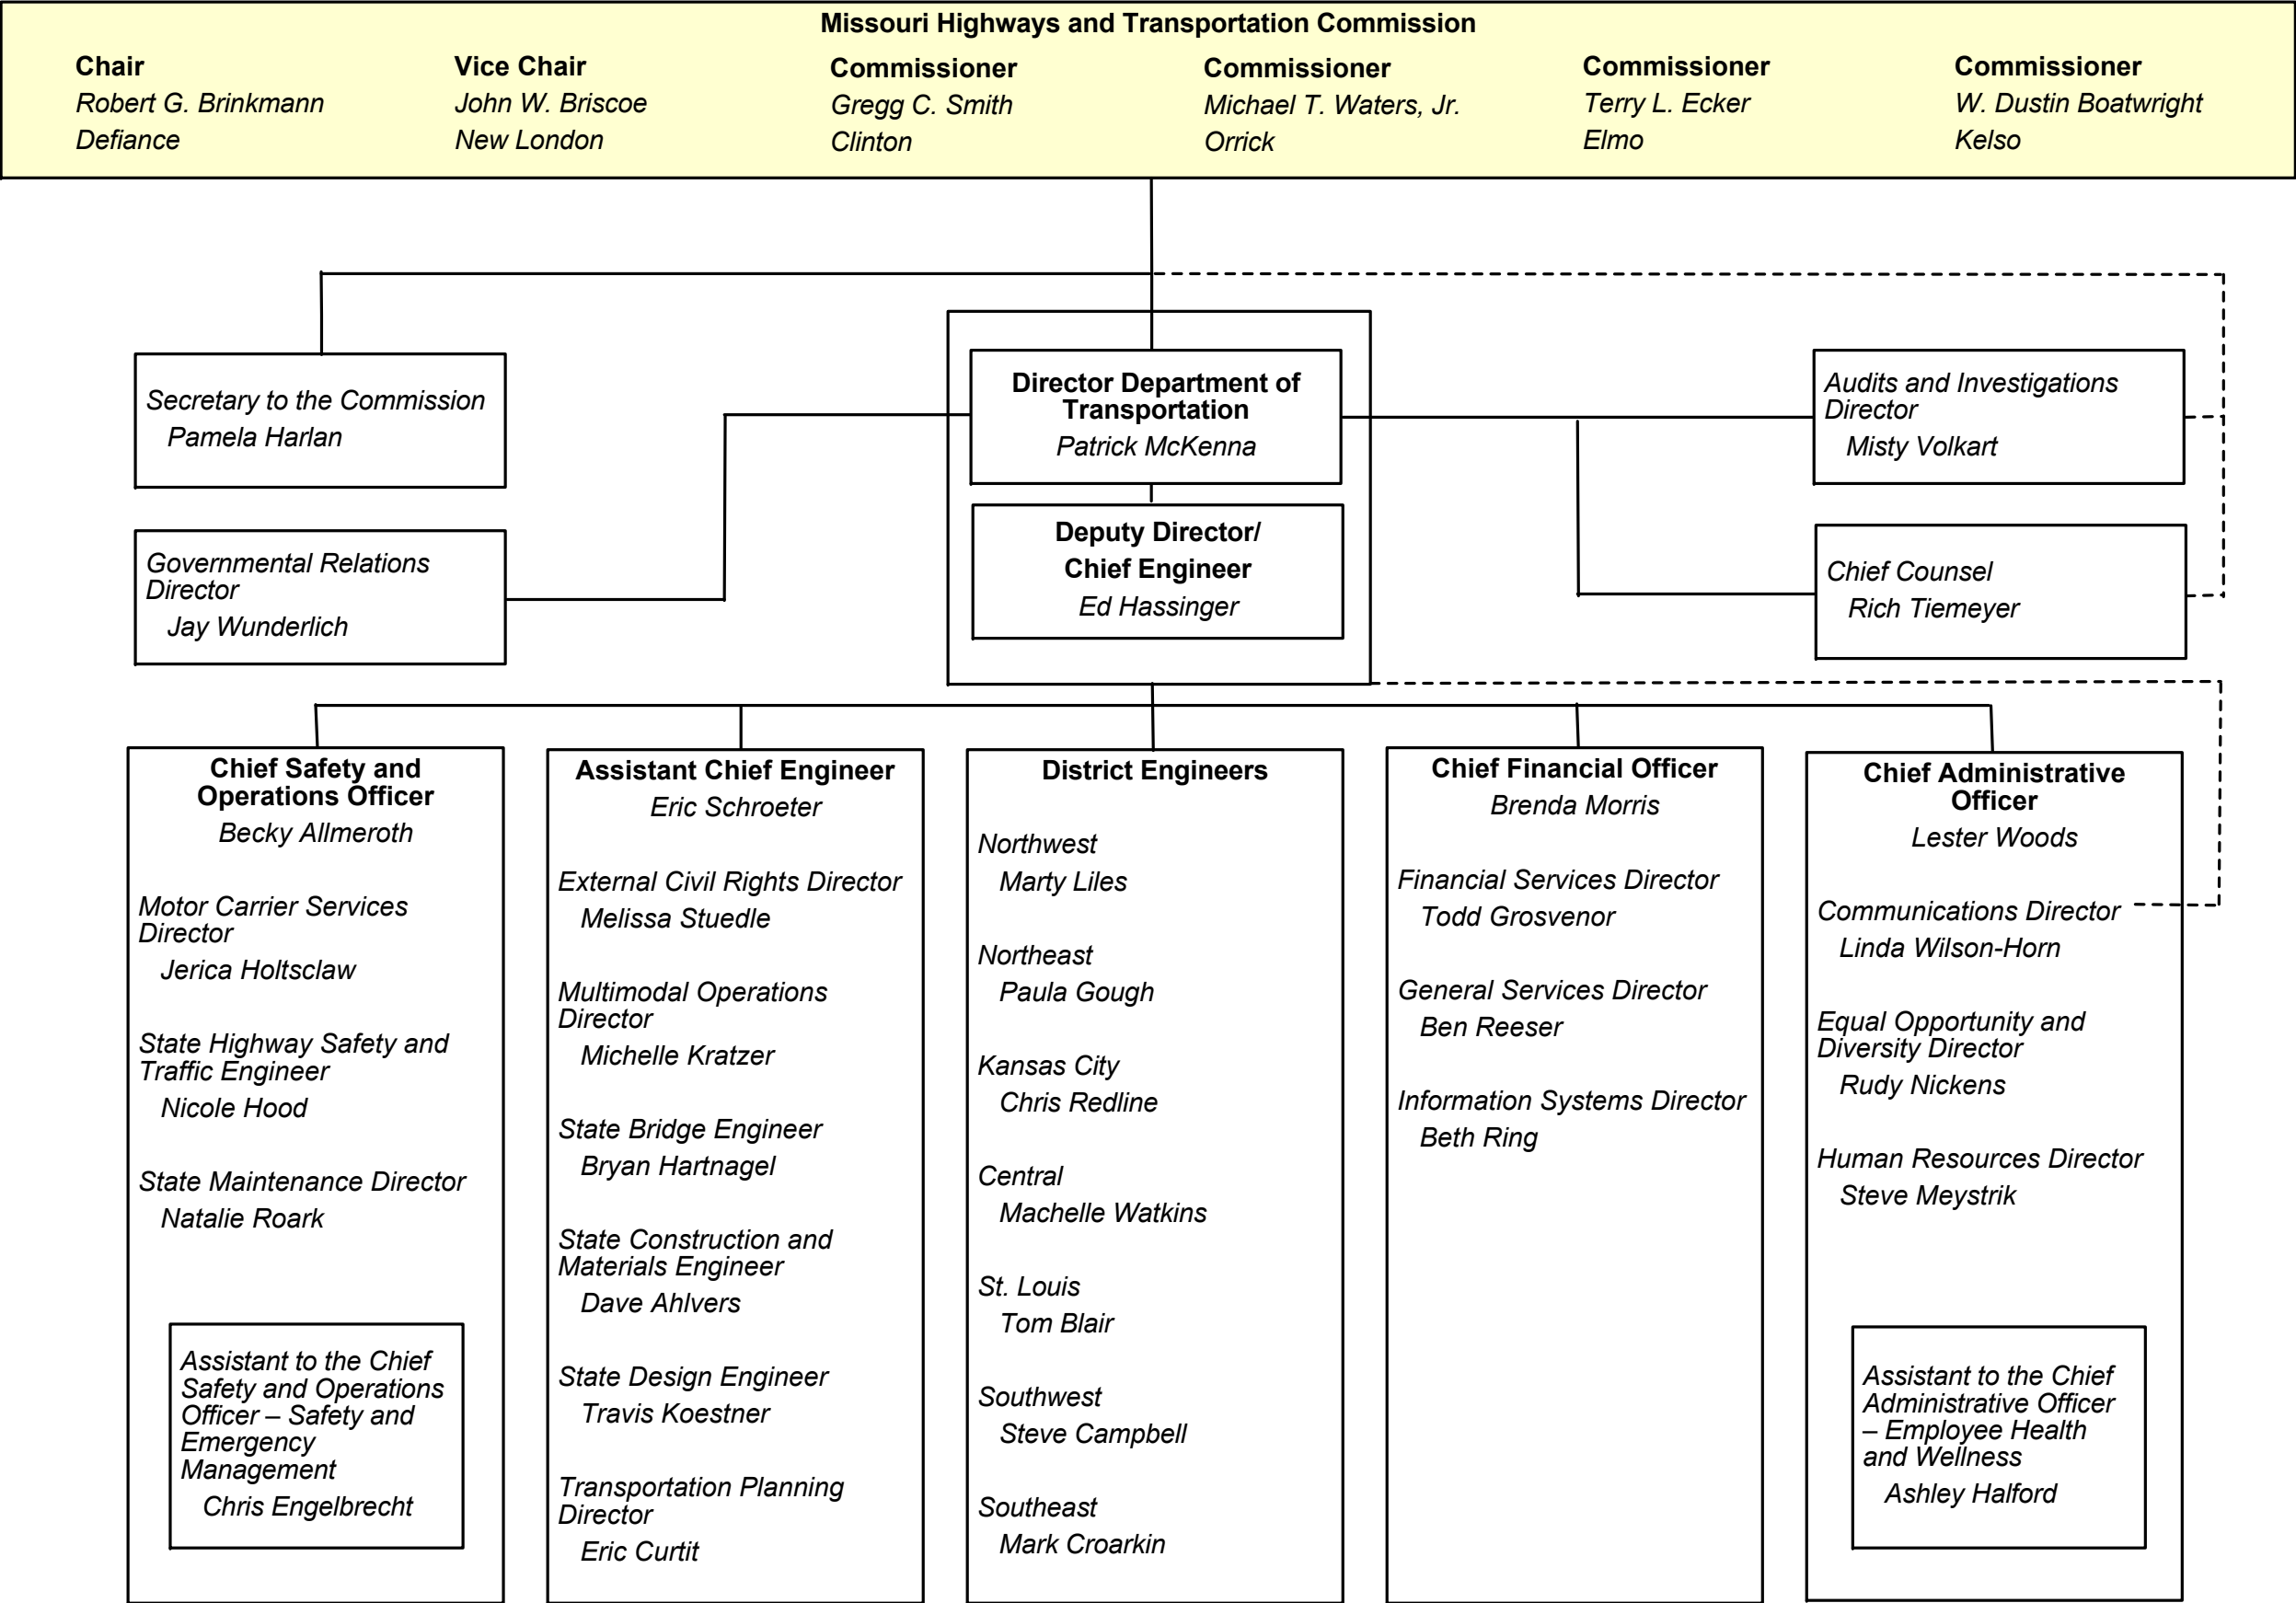 Missouri Highways and Transportation Commission
Chair
Robert G. Brinkmann
Defiance
Vice Chair
John W. Briscoe
New London
Commissioner
Gregg C. Smith
Clinton
Commissioner
Michael T. Waters, Jr.
Orrick
Commissioner
Terry L. Ecker
Elmo
Commissioner
W. Dustin Boatwright
Kelso
Secretary to the Commission
Pamela Harlan
Director Department of
Transportation
Patrick McKenna
Audits and Investigations
Director
Misty Volkart
Governmental Relations
Director
Jay Wunderlich
Deputy Director/
Chief Engineer
Ed Hassinger
Chief Counsel
Rich Tiemeyer
Chief Safety and
Operations Officer
Becky Allmeroth
Motor Carrier Services
Director
Jerica Holtsclaw
State Highway Safety and
Traffic Engineer
Nicole Hood
State Maintenance Director
Natalie Roark
Assistant to the Chief
Safety and Operations
Officer – Safety and
Emergency
Management
Chris Engelbrecht
Assistant Chief Engineer
Eric Schroeter
External Civil Rights Director
Melissa Stuedle
Multimodal Operations
Director
Michelle Kratzer
State Bridge Engineer
Bryan Hartnagel
State Construction and
Materials Engineer
Dave Ahlvers
State Design Engineer
Travis Koestner
Transportation Planning
Director
Eric Curtit
District Engineers
Northwest
Marty Liles
Northeast
Paula Gough
Kansas City
Chris Redline
Central
Machelle Watkins
St. Louis
Tom Blair
Southwest
Steve Campbell
Southeast
Mark Croarkin
Chief Financial Officer
Brenda Morris
Financial Services Director
Todd Grosvenor
General Services Director
Ben Reeser
Information Systems Director
Beth Ring
Chief Administrative
Officer
Lester Woods
Communications Director
Linda Wilson-Horn
Equal Opportunity and
Diversity Director
Rudy Nickens
Human Resources Director
Steve Meystrik
Assistant to the Chief
Administrative Officer
– Employee Health
and Wellness
Ashley Halford